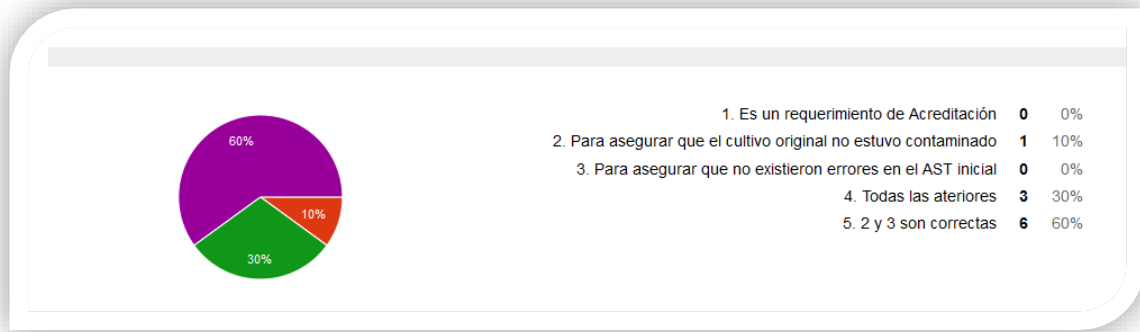 60%
10%
30%
1. Es un requerimiento de Acreditación 0 0%
2. Para asegurar que el cultivo original no estuvo contaminado 1 10%
3. Para asegurar que no existieron errores en el AST inicial 0 0%
4. Todas las ateriores 3 30%
5. 2 y 3 son correctas 6 60%